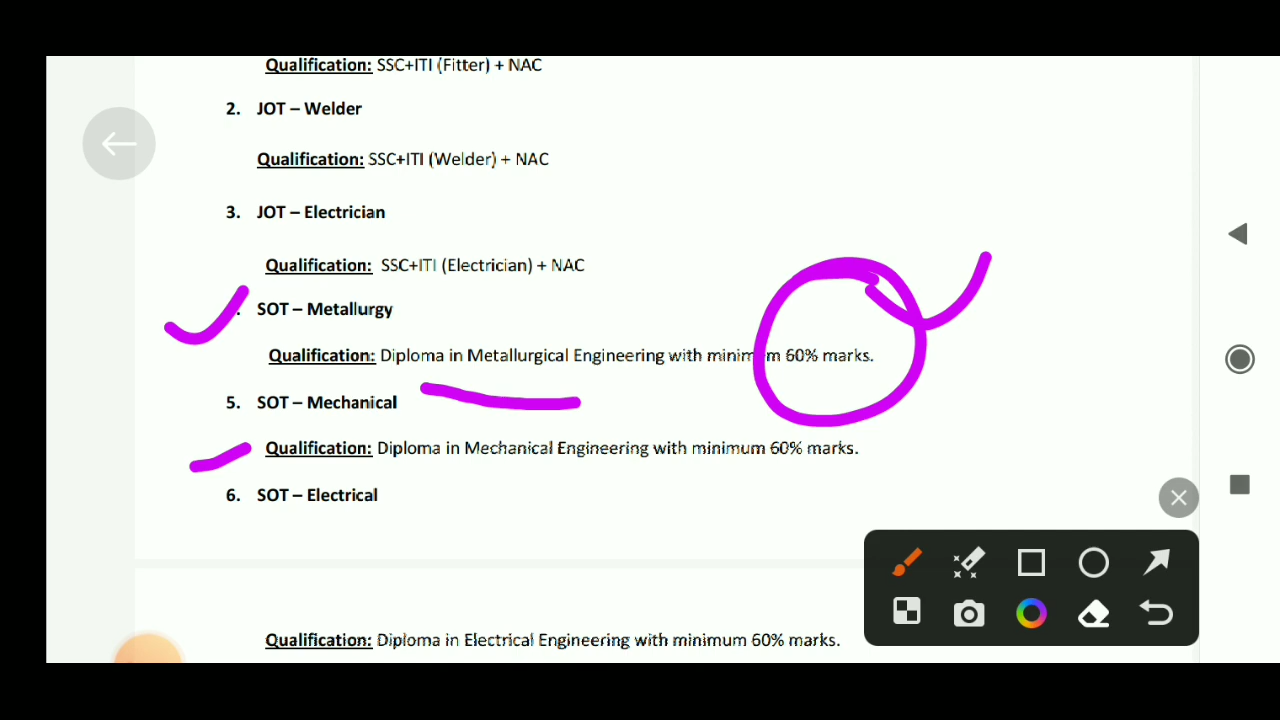 Qualification: SSC+ITI (Fitter) + NAC
2. JOT – Welder
Qualification: SSC+ITI (Welder) + NAC
3. JOT – Electrician
Qualification: SSC+ITI (Electrician) + NAC
. SOT – Metallurgy
Qualification: Diploma in Metallurgical Engineering with minimum 60% marks.
5. SOT – Mechanical
Qualification: Diploma in Mechanical Engineering with minimum 60% marks.
6. SOT – Electrical
Qualification: Diploma in Electrical Engineering with minimum 60% marks.